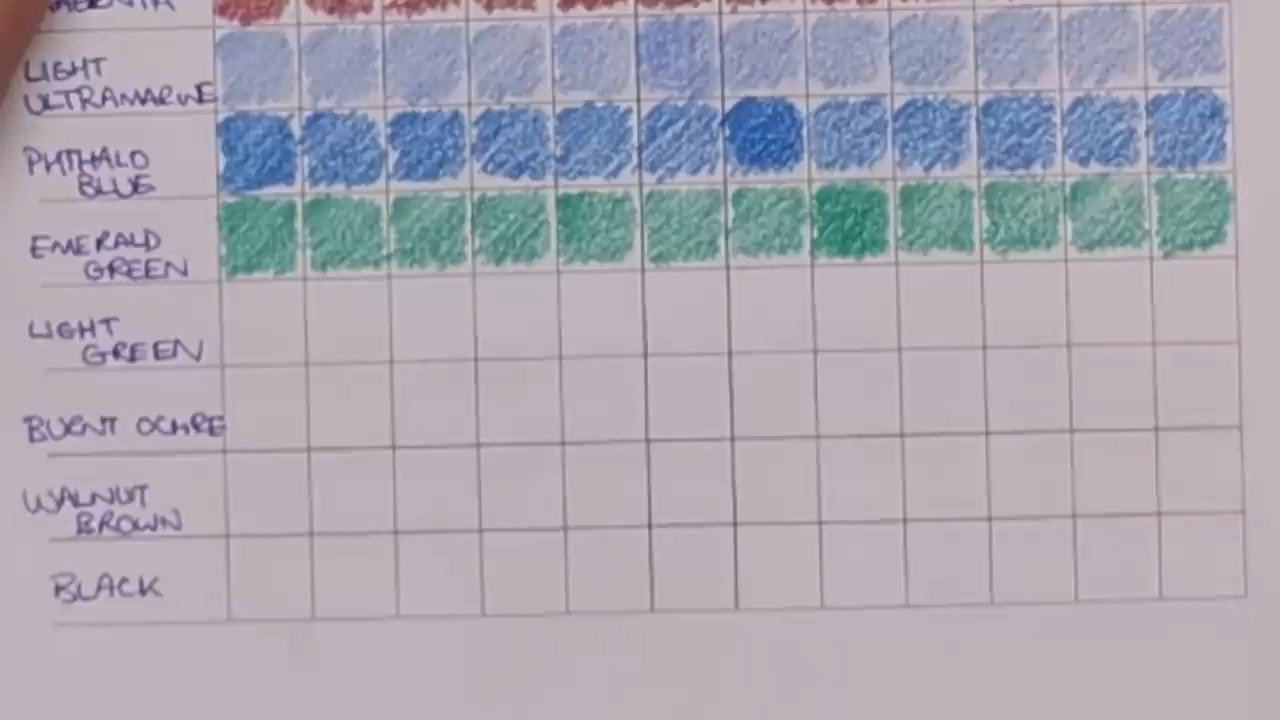 LIGHT
ULTRAMARINE
PHTHALO
BLUE
EMERALD
GREEN
LIGHT
GREEN
BURNT OCHRE
WALNUT
BROWN
BLACK